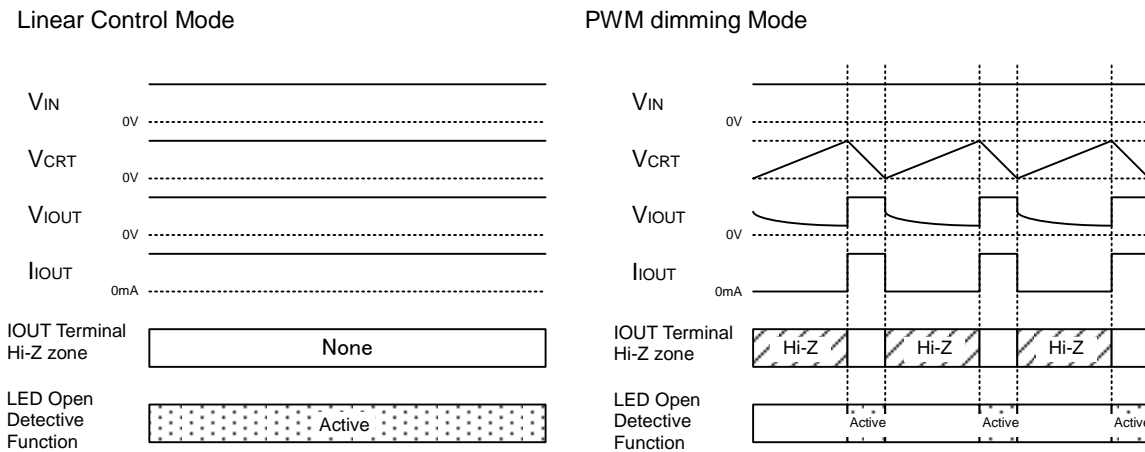 Linear Control Mode
VIN
0V
VCRT
0V
VIOUT
0V
IIOUT
0mA
IOUT Terminal
Hi-Z zone
None
LED Open
Detective
Function
Active
PWM dimming Mode
VIN
0V
VCRT
VIOUT
0V
IIOUT
0mA
IOUT Terminal
Hi-Z zone
Hi-Z
Hi-Z
Hi-Z
LED Open
Detective
Function
Active
Active
Active